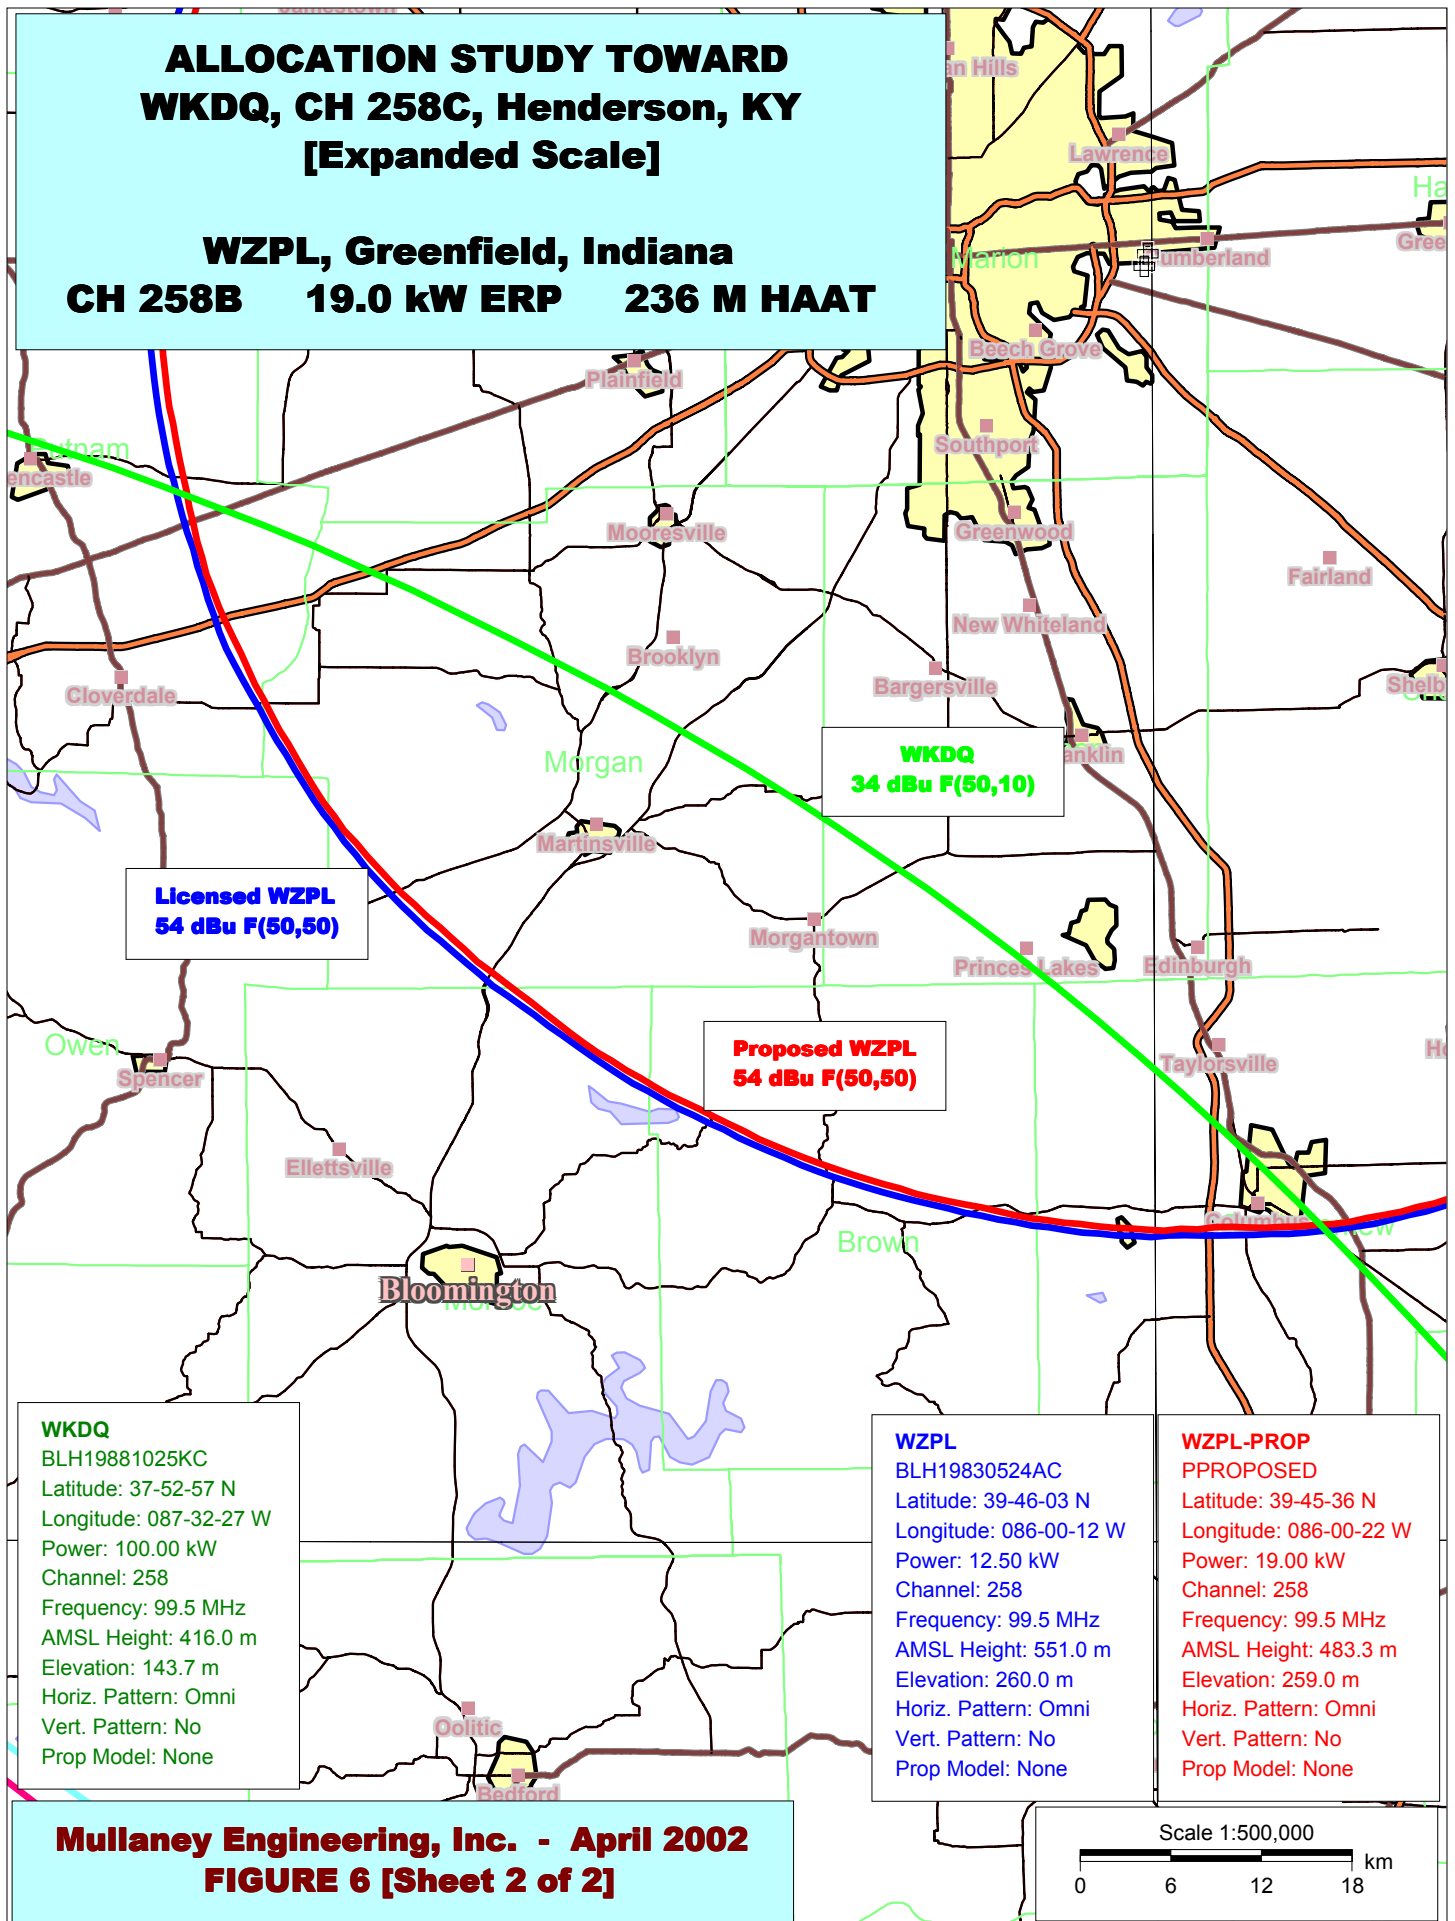 ALLOCATION STUDY TOWARD
WKDQ, CH 258C, Henderson, KY
[Expanded Scale]
WZPL, Greenfield, Indiana
CH 258B 19.0 kW ERP 236 M HAAT
an Hills
Lawrence
Ha
Gree
Marion
umberland
Beech Grove
Plainfield
Southport
Putnam
encastle
Mooresville
Greenwood
Fairland
New Whiteland
Brooklyn
Bargersville
Cloverdale
Shelb
Morgan
WKDQ
34 dBu F(50,10)
anklin
Martinsville
Licensed WZPL
54 dBu F(50,50)
Morgantown
Princes Lakes
Edinburgh
Owen
Spencer
Proposed WZPL
54 dBu F(50,50)
Taylorsville
Ho
Ellettsville
Columbus
Brown
Bloomington
WKDQ
BLH19881025KC
Latitude: 37-52-57 N
Longitude: 087-32-27 W
Power: 100.00 kW
Channel: 258
Frequency: 99.5 MHz
AMSL Height: 416.0 m
Elevation: 143.7 m
Horiz. Pattern: Omni
Vert. Pattern: No
Prop Model: None
WZPL
BLH19830524AC
Latitude: 39-46-03 N
Longitude: 086-00-12 W
Power: 12.50 kW
Channel: 258
Frequency: 99.5 MHz
AMSL Height: 551.0 m
Elevation: 260.0 m
Horiz. Pattern: Omni
Vert. Pattern: No
Prop Model: None
WZPL-PROP
PPROPOSED
Latitude: 39-45-36 N
Longitude: 086-00-22 W
Power: 19.00 kW
Channel: 258
Frequency: 99.5 MHz
AMSL Height: 483.3 m
Elevation: 259.0 m
Horiz. Pattern: Omni
Vert. Pattern: No
Prop Model: None
Oolitic
Bedford
Mullaney Engineering, Inc. - April 2002
FIGURE 6 [Sheet 2 of 2]
Scale 1:500,000
km
0 6 12 18